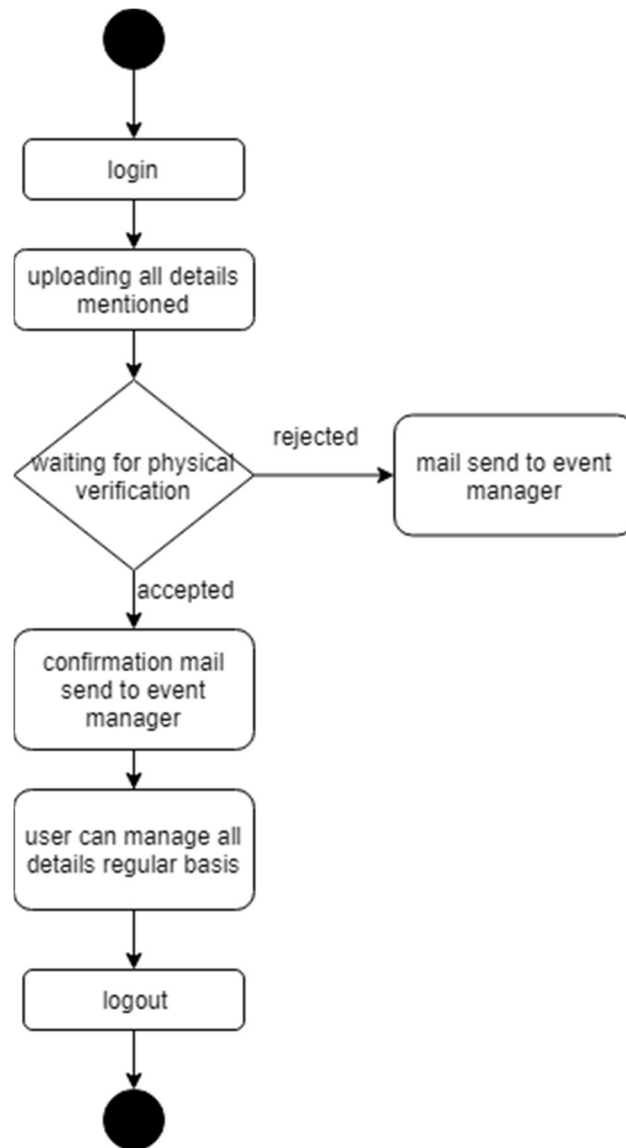 login
uploading all details
mentioned
waiting for physical
verification
rejected
mail send to event
manager
accepted
confirmation mail
send to event
manager
user can manage all
details regular basis
logout